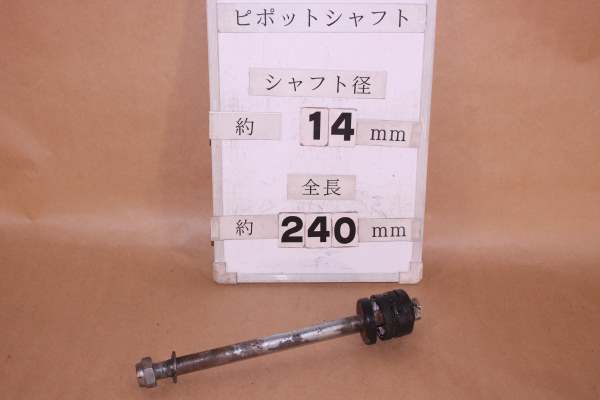 ピポットシャフト
シャフト径
約 14 mm
全長
約 240 mm